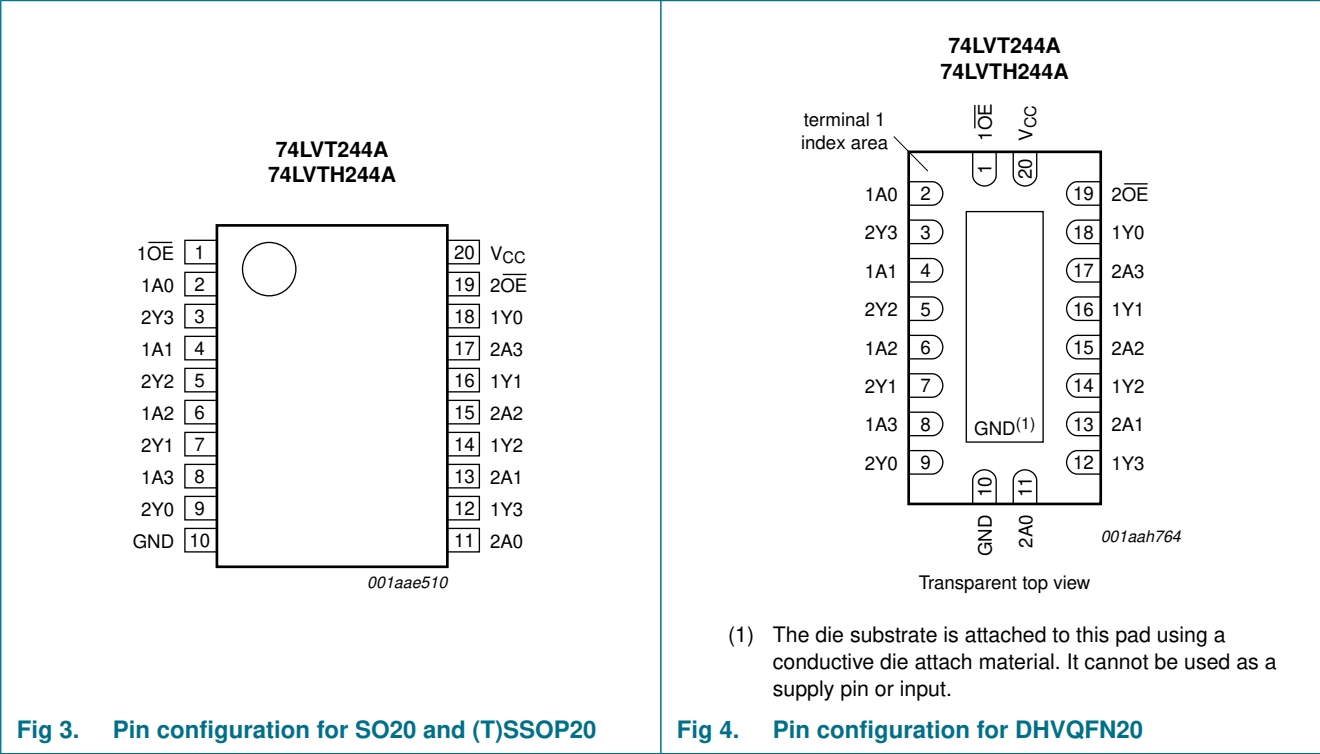 74LVT244A
74LVTH244A
1OE 1
1A0 2
2Y3 3
1A1 4
2Y2 5
1A2 6
2Y1 7
1A3 8
2Y0 9
GND 10
20 VCC
19 2OE
18 1Y0
17 2A3
16 1Y1
15 2A2
14 1Y2
13 2A1
12 1Y3
11 2A0
001aae510
Fig 3. Pin configuration for SO20 and (T)SSOP20
74LVT244A
74LVTH244A
terminal 1
index area
1OE
VCC
1
20
1A0 2
2Y3 3
1A1 4
2Y2 5
1A2 6
2Y1 7
1A3 8
2Y0 9
19 2OE
18 1Y0
17 2A3
16 1Y1
15 2A2
14 1Y2
13 2A1
12 1Y3
GND(1)
10
11
GND
2A0
001aah764
Transparent top view
(1) The die substrate is attached to this pad using a
conductive die attach material. It cannot be used as a
supply pin or input.
Fig 4. Pin configuration for DHVQFN20